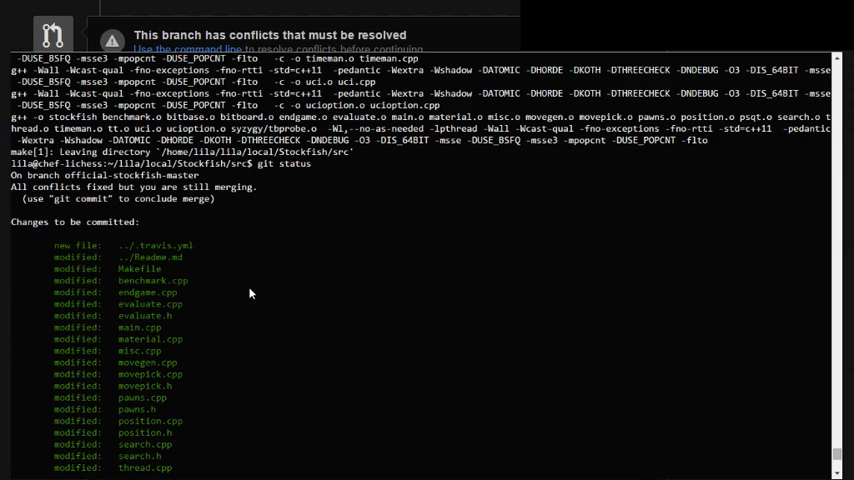 This branch has conflicts that must be resolved
Use the command line to resolve conflicts before continuing.
-DUSE_BSFQ -msse3 -mpopcnt -DUSE_POPCNT -flto   -c -o timeman.o timeman.cpp
g++ -Wall -Wcast-qual -fno-exceptions -fno-rtti -std=c++11  -pedantic -Wextra -Wshadow -DATOMIC -DHORDE -DKOTH -DTHREECHECK -DNDEBUG -O3 -DIS_64BIT -msse
-DUSE_BSFQ -msse3 -mpopcnt -DUSE_POPCNT -flto   -c -o uci.o uci.cpp
g++ -Wall -Wcast-qual -fno-exceptions -fno-rtti -std=c++11  -pedantic -Wextra -Wshadow -DATOMIC -DHORDE -DKOTH -DTHREECHECK -DNDEBUG -O3 -DIS_64BIT -msse
-DUSE_BSFQ -msse3 -mpopcnt -DUSE_POPCNT -flto   -c -o ucioption.o ucioption.cpp
g++ -o stockfish benchmark.o bitbase.o bitboard.o endgame.o evaluate.o main.o material.o misc.o movegen.o movepick.o pawns.o position.o psqt.o search.o t
hread.o timeman.o tt.o uci.o ucioption.o syzygy/tbprobe.o  -Wl,--no-as-needed -lpthread -Wall -Wcast-qual -fno-exceptions -fno-rtti -std=c++11  -pedantic
-Wextra -Wshadow -DATOMIC -DHORDE -DKOTH -DTHREECHECK -DNDEBUG -O3 -DIS_64BIT -msse -DUSE_BSFQ -msse3 -mpopcnt -DUSE_POPCNT -flto
make[1]: Leaving directory `/home/lila/lila/local/Stockfish/src'
lila@chef-lichess:~/lila/local/Stockfish/src$ git status
On branch official-stockfish-master
All conflicts fixed but you are still merging.
(use "git commit" to conclude merge)
Changes to be committed:
new file:   ../.travis.yml
modified:   ../Readme.md
modified:   Makefile
modified:   benchmark.cpp
modified:   endgame.cpp
modified:   evaluate.cpp
modified:   evaluate.h
modified:   main.cpp
modified:   material.cpp
modified:   misc.cpp
modified:   movegen.cpp
modified:   movepick.cpp
modified:   movepick.h
modified:   pawns.cpp
modified:   pawns.h
modified:   position.cpp
modified:   position.h
modified:   search.cpp
modified:   search.h
modified:   thread.cpp